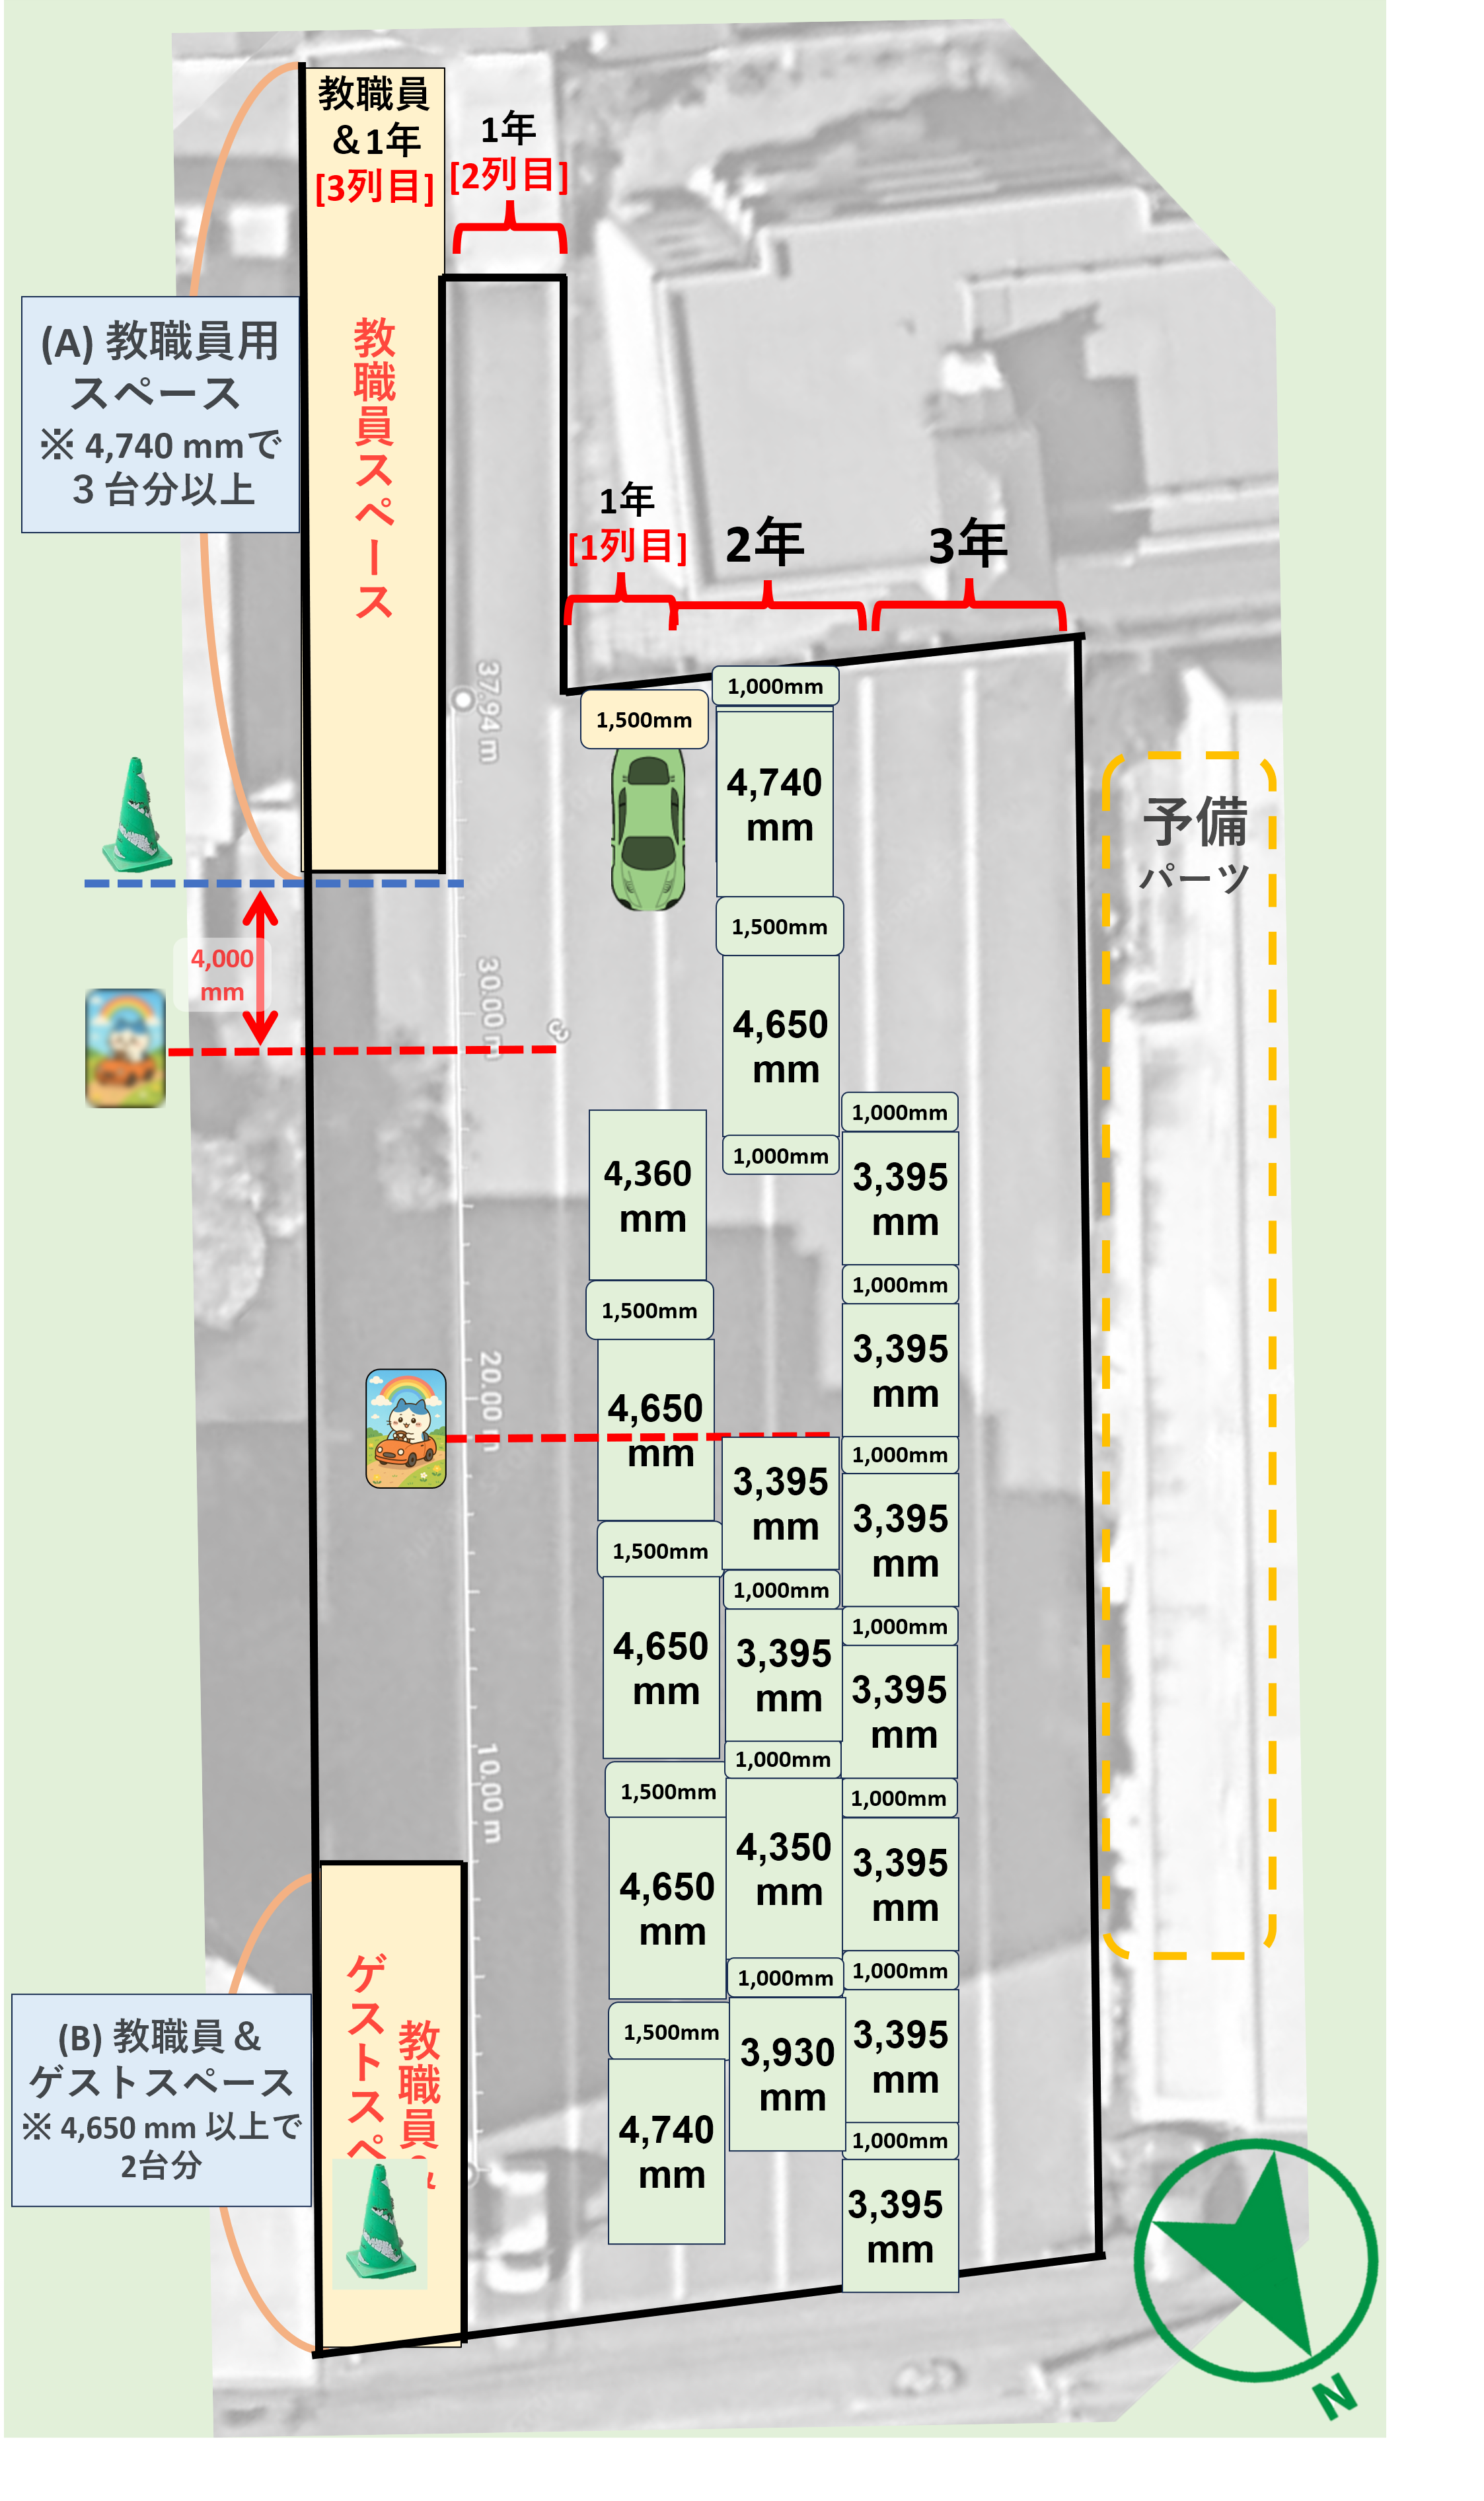 教職員
＆1年
[3列目]
1年
[2列目]
(A) 教職員用
スペース
※ 4,740 mmで
３台分以上
教職員スペース
1年
[1列目]
2年
3年
37.94 m
1,000mm
1,500mm
4,740
mm
予備
パーツ
1,500mm
4,000
mm
30.00 m
3
4,650
mm
1,000mm
1,000mm
4,360
mm
3,395
mm
1,000mm
1,500mm
20.00 m
3,395
mm
4,650
mm
1,000mm
3,395
mm
3,395
mm
1,500mm
1,000mm
1,000mm
4,650
mm
3,395
mm
3,395
mm
1,000mm
10.00 m
1,500mm
1,000mm
4,350
mm
3,395
mm
4,650
mm
1,000mm
1,000mm
教職員＆
ゲストスペ
(B) 教職員＆
ゲストスペース
※ 4,650 mm 以上で
2台分
1,500mm
3,930
mm
3,395
mm
4,740
mm
1,000mm
3,395
mm
N